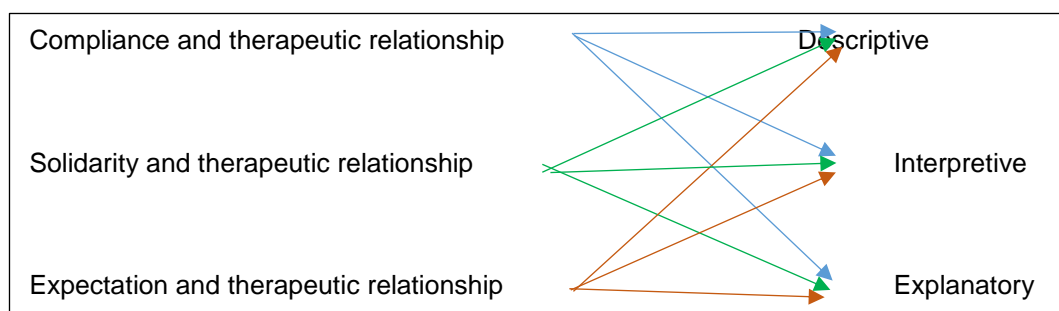 Compliance and therapeutic relationship Descriptive
Solidarity and therapeutic relationship Interpretive
Expectation and therapeutic relationship Explanatory